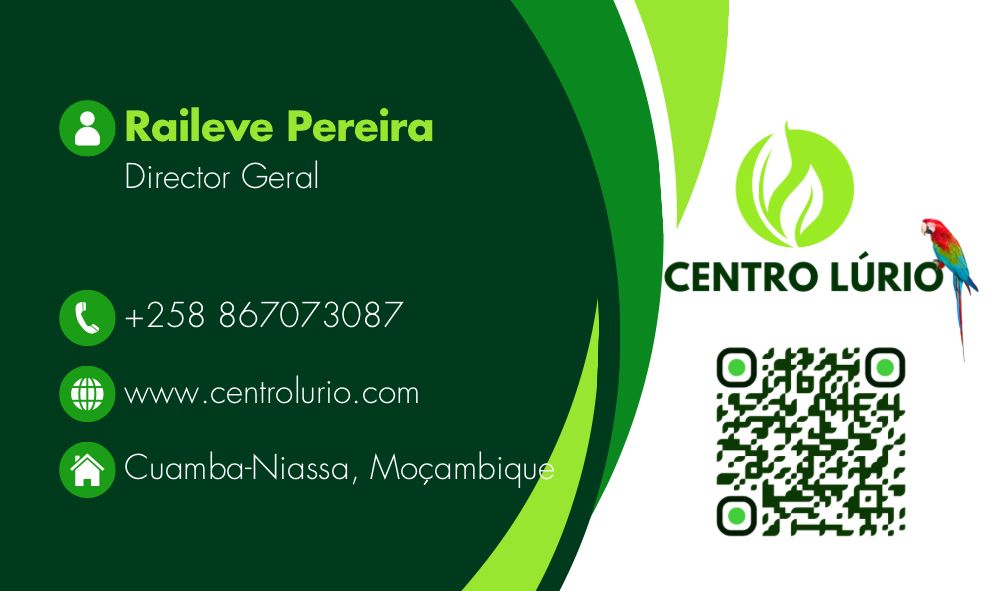 Raileve Pereira
Director Geral
+258 867073087
www.centrolurio.com
Cuamba-Niassa, Moçambique
CENTRO LÚRIO